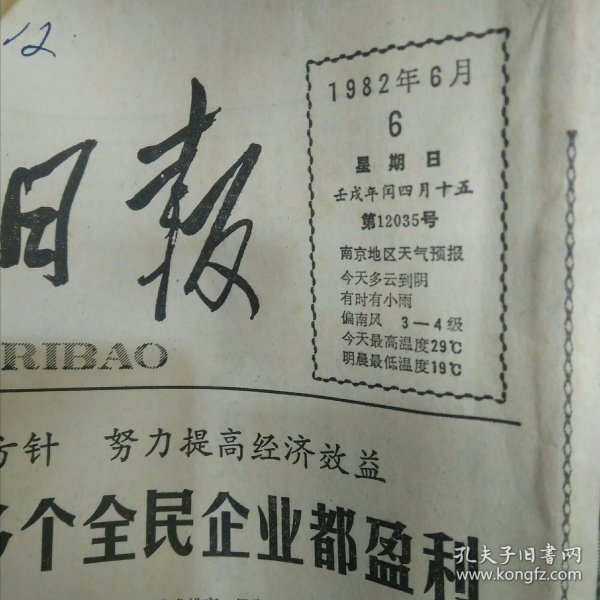 12
日报
RIBAO
1982年6月
6
星期日
壬戌年闰四月十五
第12035号
南京地区天气预报
今天多云到阴
有时有小雨
偏南风 3—4级
今天最高温度29℃
明晨最低温度19℃
方针 努力提高经济效益
多个全民企业都盈利
孔夫子旧书网
www.kongfz.com